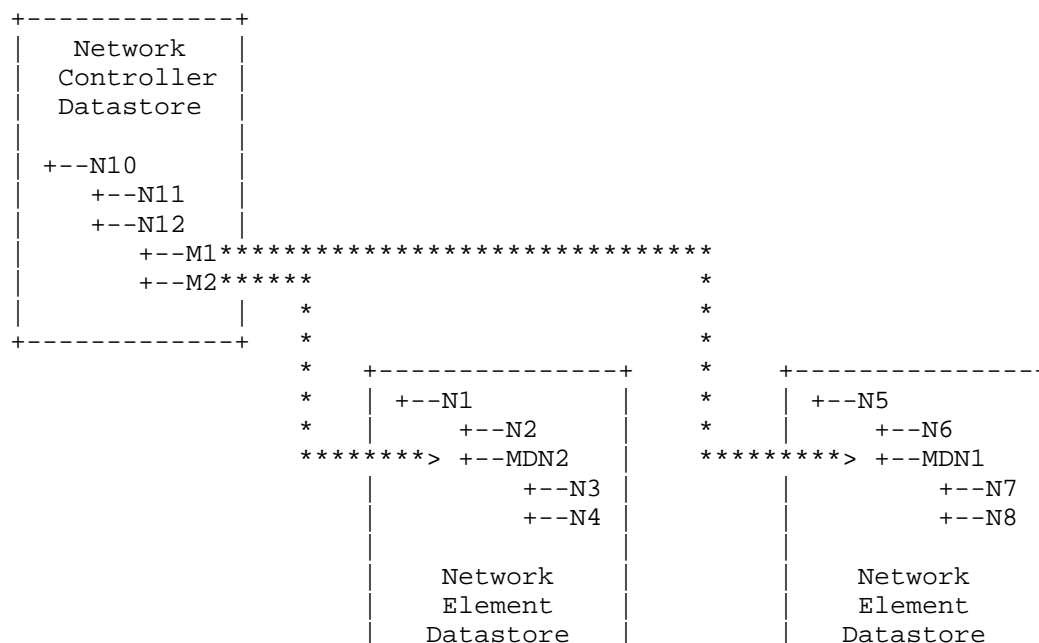 +-------------+
|   Network   |
|  Controller |
|  Datastore  |
|             |
| +--N10      |
|    +--N11   |
|    +--N12   |
|       +--M1*******************************
|       +--M2******                        *
|             |   *                        *
+-------------+   *                        *
                  *   +---------------+    *    +----------------
                  *   | +--N1         |    *    | +--N5
                  *   |     +--N2     |    *    |     +--N6
                  ********> +--MDN2   |    *********> +--MDN1
                      |         +--N3 |         |         +--N7
                      |         +--N4 |         |         +--N8
                      |               |         |
                      |    Network    |         |    Network
                      |    Element    |         |    Element
                      |   Datastore   |         |   Datastore